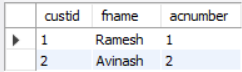 custid fname acnumber
1 Ramesh 1
2 Avinash 2